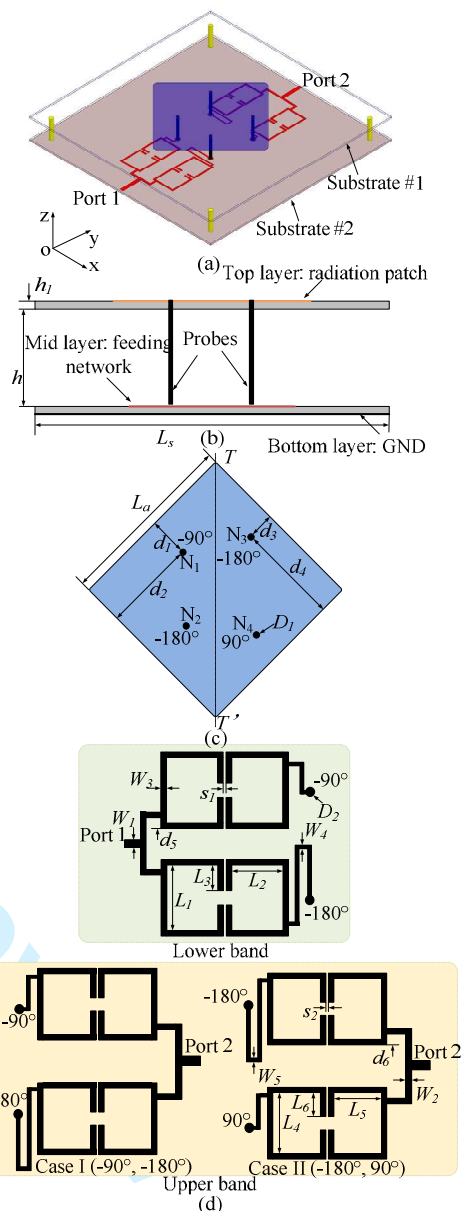 Port 2
Port 1
Substrate #1
Substrate #2
z
y
o
x
(a)
h1
Top layer: radiation patch
Mid layer: feeding
network
Probes
h
Ls
Bottom layer: GND
(b)
T
La
d1
-90°
N1
N3
-180°
d3
d4
d2
N2
-180°
N4
90°
D1
T'
(c)
W3
s1
-90°
D2
W1
Port 1
d5
W4
L3
L2
L1
-180°
Lower band
-90°
Port 2
80°
Case I (-90°, -180°)
-180°
s2
Port 2
d6
W5
W2
L6
L5
L4
90°
Case II (-180°, 90°)
Upper band
(d)